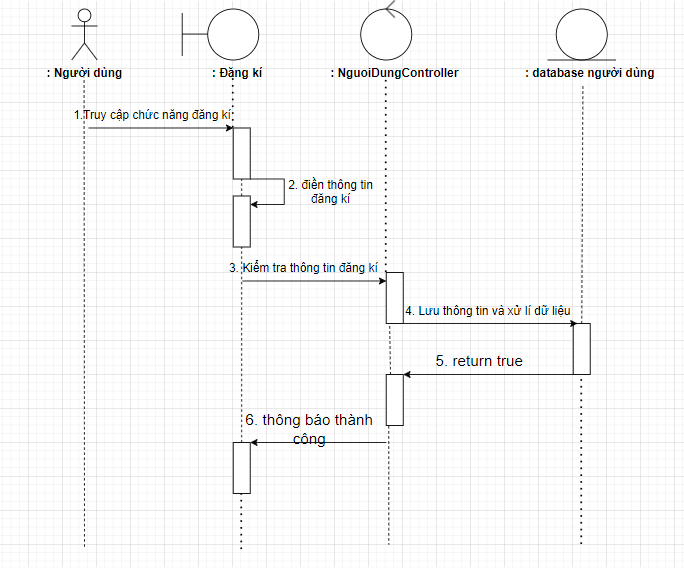 : Người dùng
: Đăng kí
: NguoiDungController
: database người dùng
1.Truy cập chức năng đăng kí
2. điền thông tin
đăng kí
3. Kiểm tra thông tin đăng kí
4. Lưu thông tin và xử lí dữ liệu
5. return true
6. thông báo thành
công